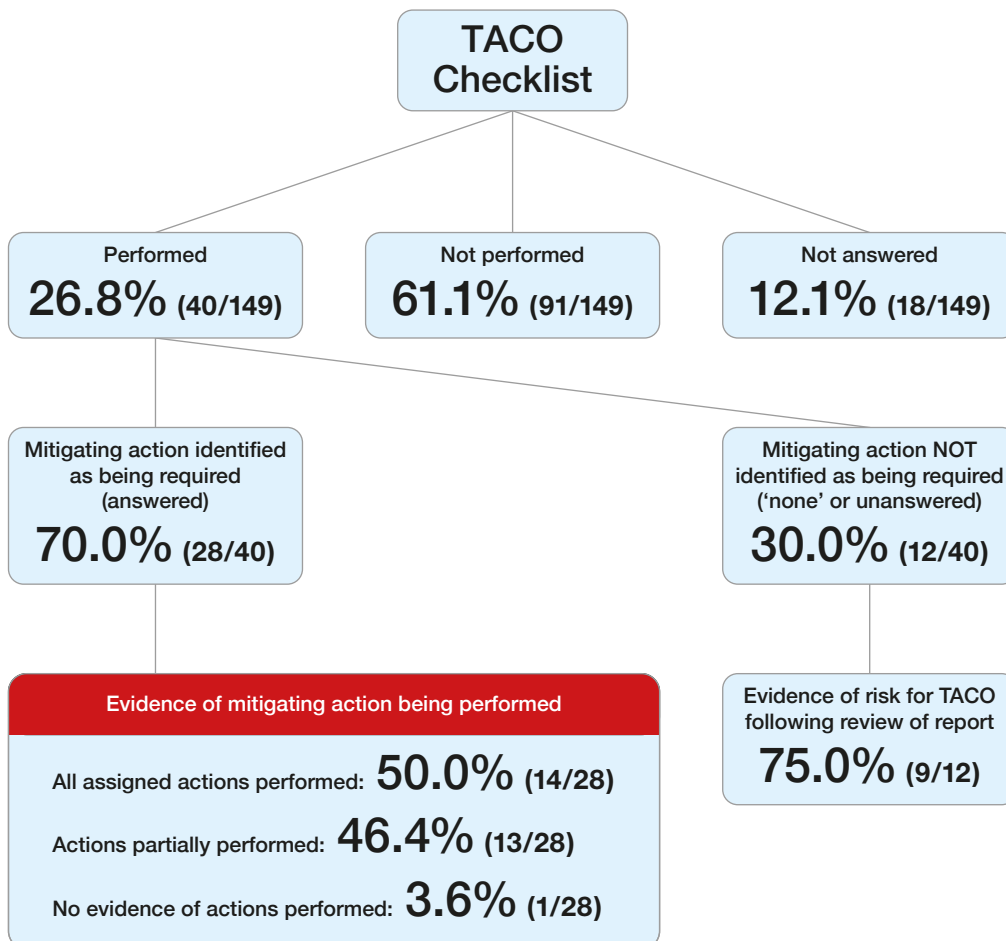 TACO
Checklist
Performed
26.8% (40/149)
Not performed
61.1% (91/149)
Not answered
12.1% (18/149)
Mitigating action identified
as being required
(answered)
70.0% (28/40)
Mitigating action NOT
identified as being required
(‘none’ or unanswered)
30.0% (12/40)
Evidence of mitigating action being performed
All assigned actions performed: 50.0% (14/28)
Actions partially performed: 46.4% (13/28)
No evidence of actions performed: 3.6% (1/28)
Evidence of risk for TACO
following review of report
75.0% (9/12)